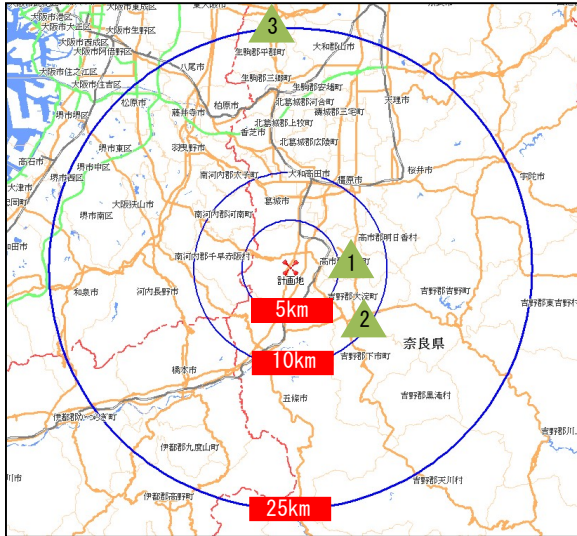 大阪市東成区
大阪市大正区
大阪市生野区
大阪市西成区
大阪市阿倍野区
3
生駒郡平群町
大和郡山市
大阪市住之江区
八尾市
生駒郡三郷町
大阪市住吉区
生駒郡安堵町
松原市
柏原市
天理市
北葛城郡河合町
堺市堺区
藤井寺市
磯城郡三宅町
北葛城郡上牧町
香芝市
堺市東区
羽曳野市
北葛城郡広陵町
高石市
堺市中区
桜井市
宇陀市
堺市西区
南河内郡太子町
大和高田市
橿原市
大津市
大阪狭山市
葛城市
堺市南区
南河内郡河南町
高市郡明日香村
南河内郡千早赤阪村
1
計画地
吉野郡吉野町
和泉市
河内長野市
吉野郡大淀町
吉野郡東吉野村
5km
2
奈良県
10km
吉野郡下市町
橋本市
五條市
吉野郡黒滝村
伊都郡かつらぎ町
伊都郡九度山町
吉野郡川上
吉野郡天川村
伊都郡高野町
25km